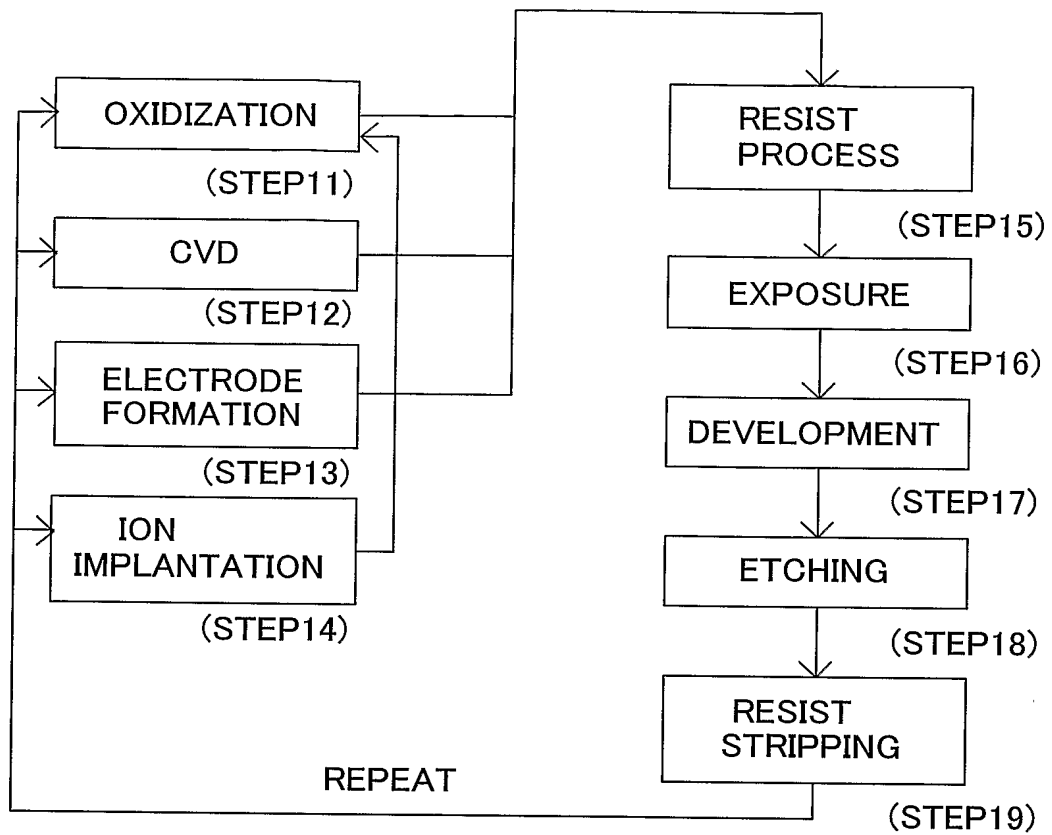 OXIDIZATION
(STEP11)
CVD
(STEP12)
ELECTRODE
FORMATION
(STEP13)
ION
IMPLANTATION
(STEP14)
RESIST
PROCESS
(STEP15)
EXPOSURE
(STEP16)
DEVELOPMENT
(STEP17)
ETCHING
(STEP18)
RESIST
STRIPPING
(STEP19)
REPEAT